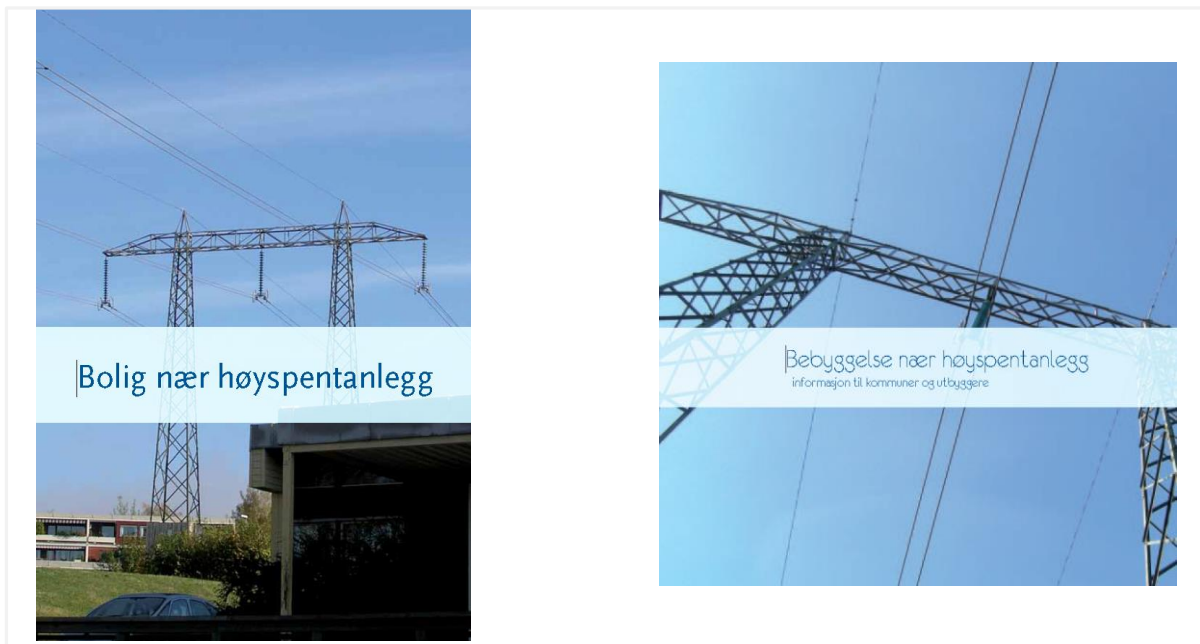 Bolig nær høyspentanlegg
Bebyggelse nær høyspentanlegg
informasjon til kommuner og utbyggere